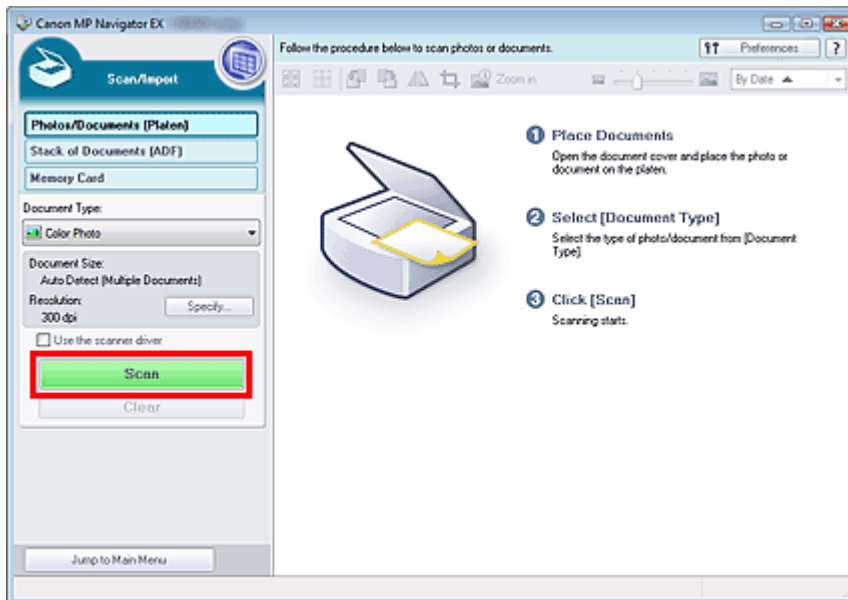 Canon MP Navigator EX
Scan/Import
Photos/Documents (Platen)
Stack of Documents (ADF)
Memory Card
Document Type:
Color Photo
Document Size:
Auto Detect (Multiple Documents)
Resolution:
300 dpi
Specify...
Use the scanner driver
Scan
Clear
Jump to Main Menu
Follow the procedure below to scan photos or documents.
Preferences
?
Zoom in
By Date
1 Place Documents
Open the document cover and place the photo or
document on the platen.
2 Select [Document Type]
Select the type of photo/document from [Document
Type].
3 Click [Scan]
Scanning starts.